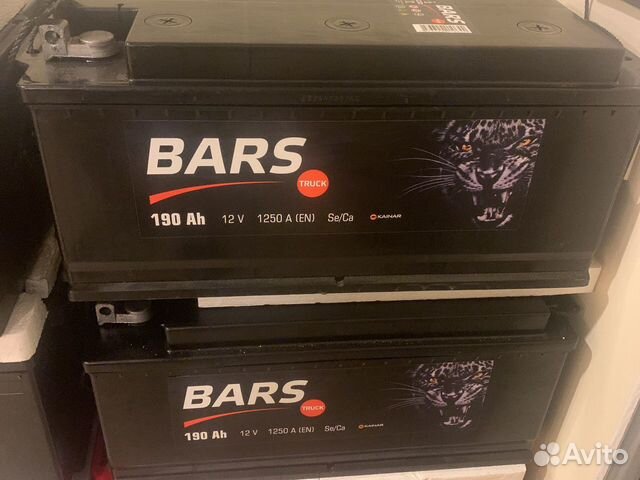 BARS
BARS
TRUCK
190 Ah 12 V 1250 A (EN) Se/Ca KAINAR
BARS
TRUCK
190 Ah 12 V 1250 A (EN) Se/Ca KAINAR
Avito